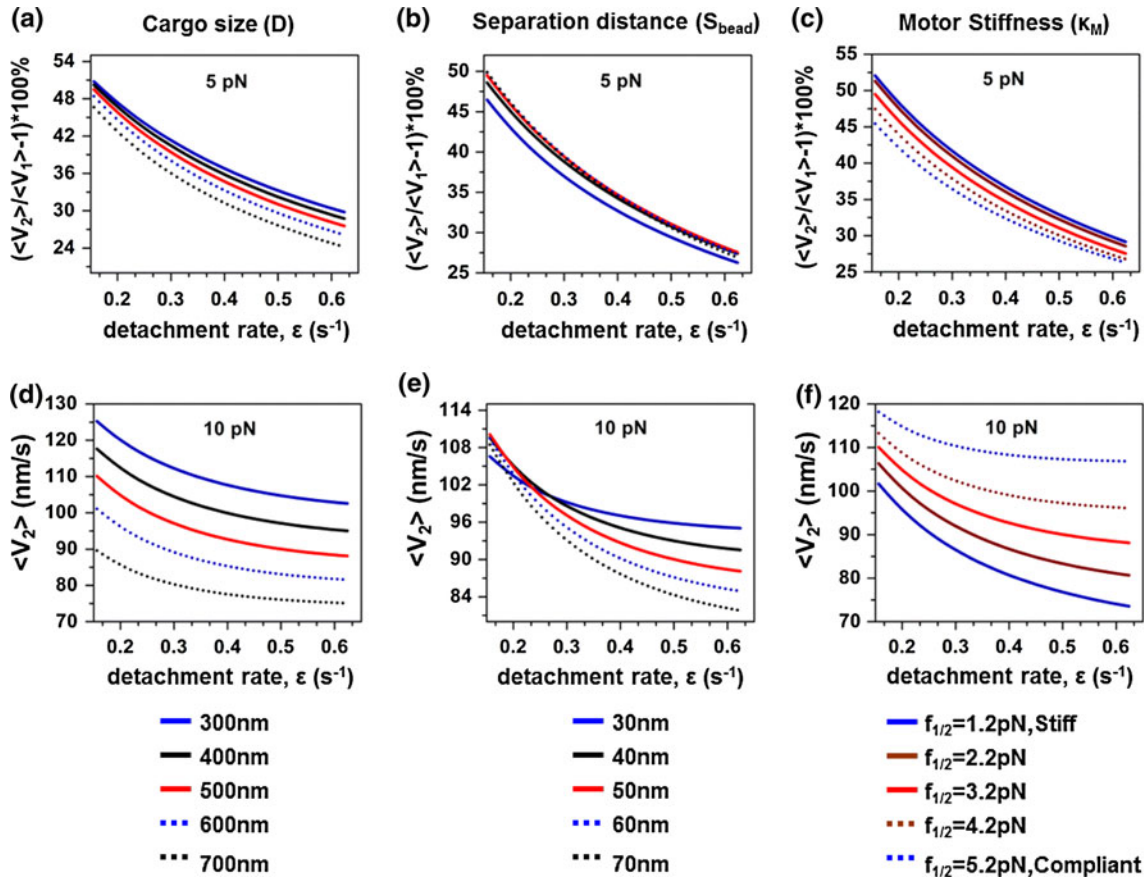 (a) Cargo size (D)
(b) Separation distance (S_bead)
(c) Motor Stiffness (κ_M)
(<V₂>/<V₁>-1)*100%
54
48
42
36
30
24
5 pN
0.2 0.3 0.4 0.5 0.6
detachment rate, ε (s⁻¹)
(<V₂>/<V₁>-1)*100%
50
45
40
35
30
25
5 pN
0.2 0.3 0.4 0.5 0.6
detachment rate, ε (s⁻¹)
(<V₂>/<V₁>-1)*100%
55
50
45
40
35
30
25
5 pN
0.2 0.3 0.4 0.5 0.6
detachment rate, ε (s⁻¹)
(d)
<V₂> (nm/s)
130
120
110
100
90
80
70
10 pN
0.2 0.3 0.4 0.5 0.6
detachment rate, ε (s⁻¹)
(e)
<V₂> (nm/s)
114
108
102
96
90
84
10 pN
0.2 0.3 0.4 0.5 0.6
detachment rate, ε (s⁻¹)
(f)
<V₂> (nm/s)
120
110
100
90
80
70
10 pN
0.2 0.3 0.4 0.5 0.6
detachment rate, ε (s⁻¹)
300nm
400nm
500nm
600nm
700nm
30nm
40nm
50nm
60nm
70nm
f₁/₂=1.2pN,Stiff
f₁/₂=2.2pN
f₁/₂=3.2pN
f₁/₂=4.2pN
f₁/₂=5.2pN,Compliant